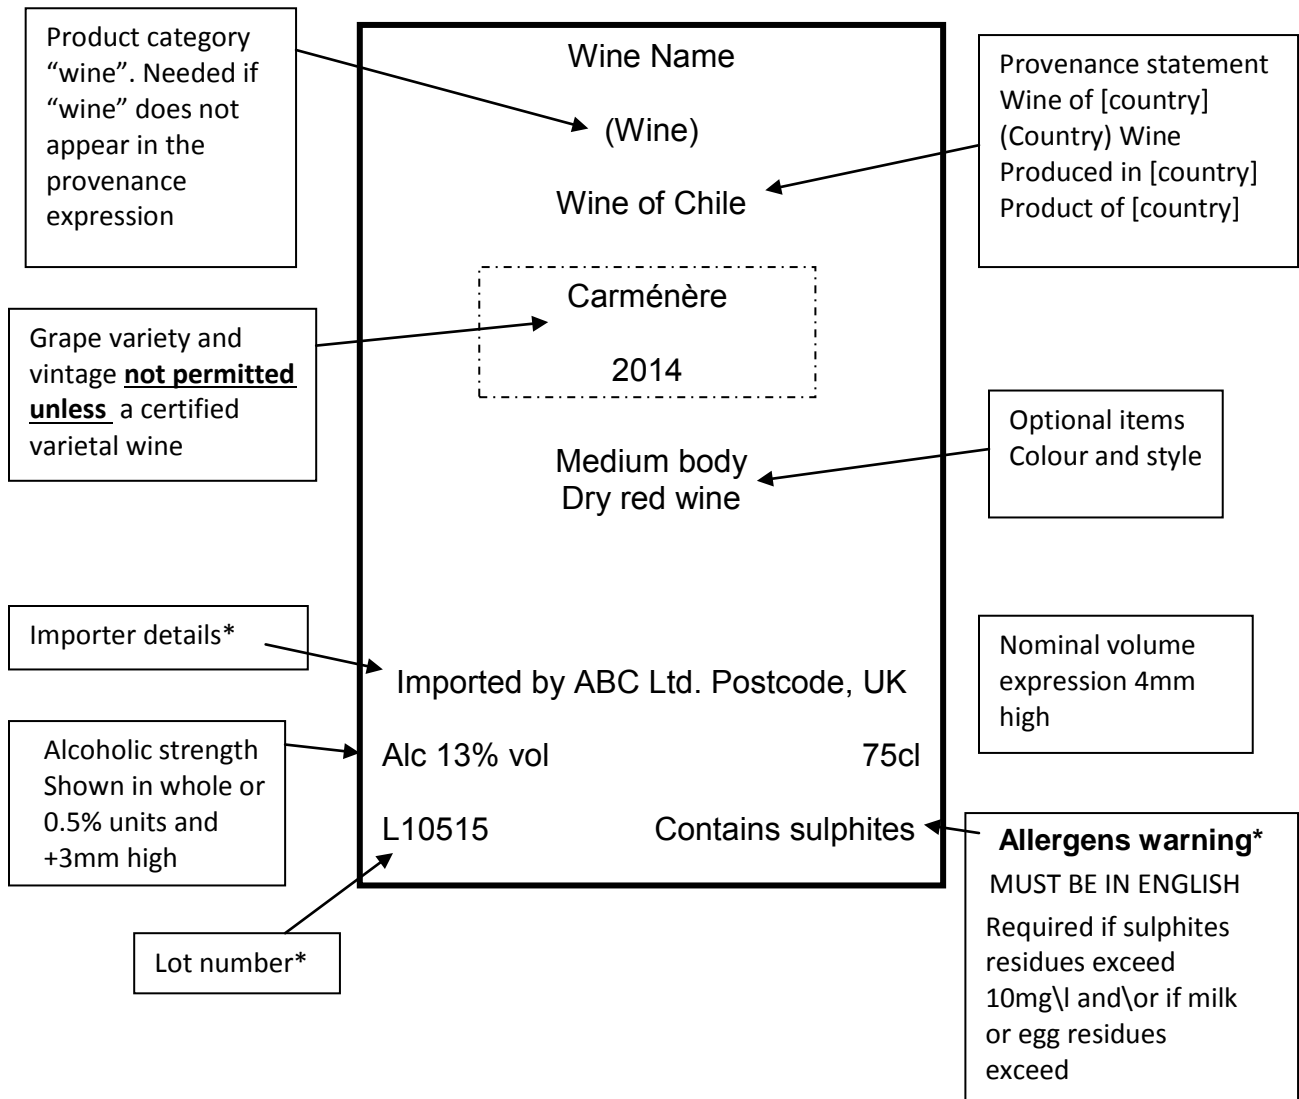 Product category
“wine”. Needed if
“wine” does not
appear in the
provenance
expression
Wine Name
(Wine)
Wine of Chile
Provenance statement
Wine of [country]
(Country) Wine
Produced in [country]
Product of [country]
Grape variety and
vintage not permitted
unless a certified
varietal wine
Carménère
2014
Medium body
Dry red wine
Optional items
Colour and style
Importer details*
Imported by ABC Ltd. Postcode, UK
Nominal volume
expression 4mm
high
Alcoholic strength
Shown in whole or
0.5% units and
+3mm high
Alc 13% vol
75cl
L10515
Contains sulphites
Lot number*
Allergens warning*
MUST BE IN ENGLISH
Required if sulphites
residues exceed
10mg\l and\or if milk
or egg residues
exceed